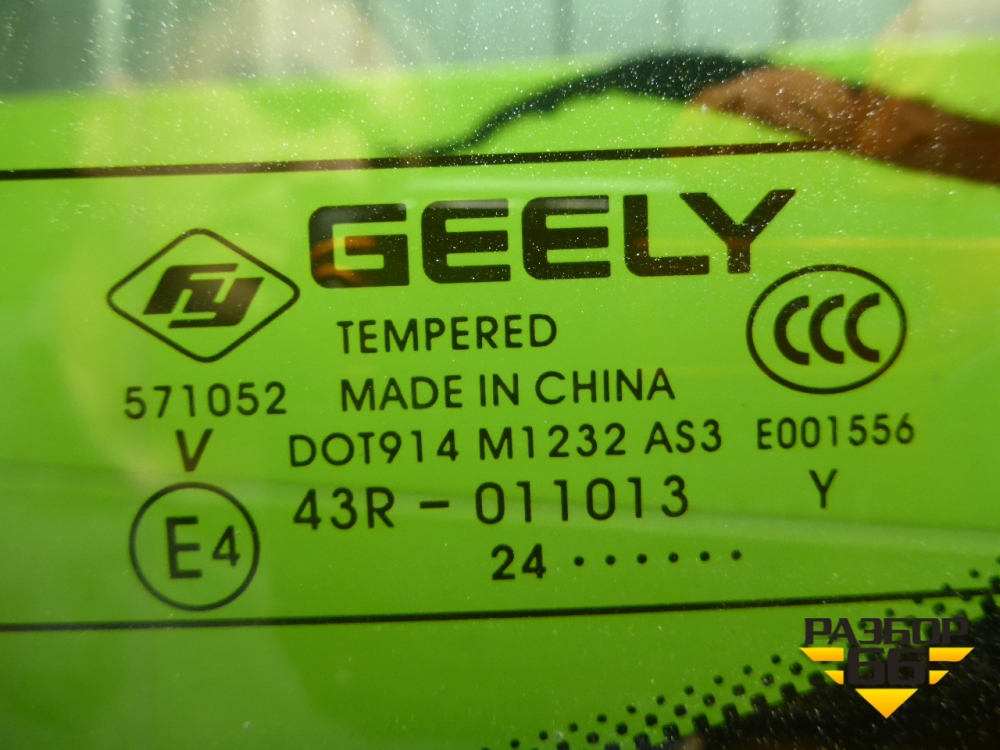 GEELY
fy
CCC
TEMPERED
571052 MADE IN CHINA
V DOT914 M1232 AS3 E001556
E4 43R - 011013 Y
24 · · · · · ·
РАЗБОР
66